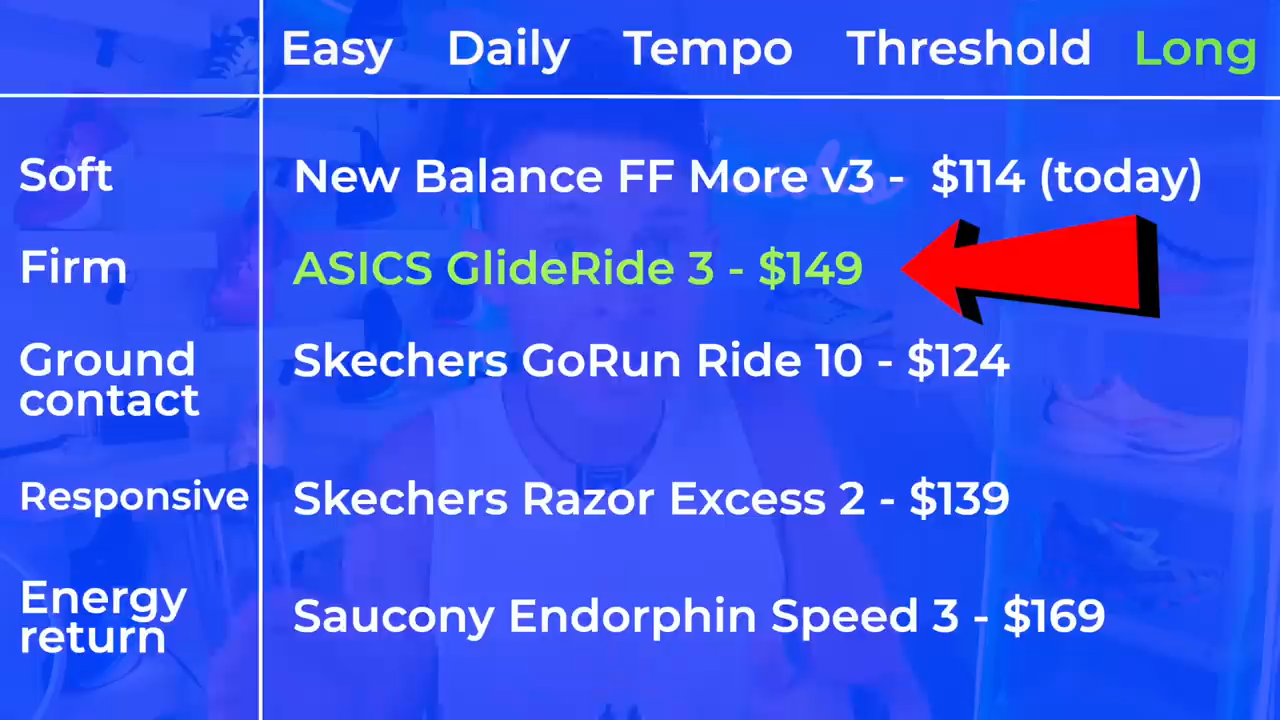 Easy Daily Tempo Threshold Long
Soft New Balance FF More v3 - $114 (today)
Firm ASICS GlideRide 3 - $149
Ground
contact
Skechers GoRun Ride 10 - $124
Responsive Skechers Razor Excess 2 - $139
Energy
return
Saucony Endorphin Speed 3 - $169